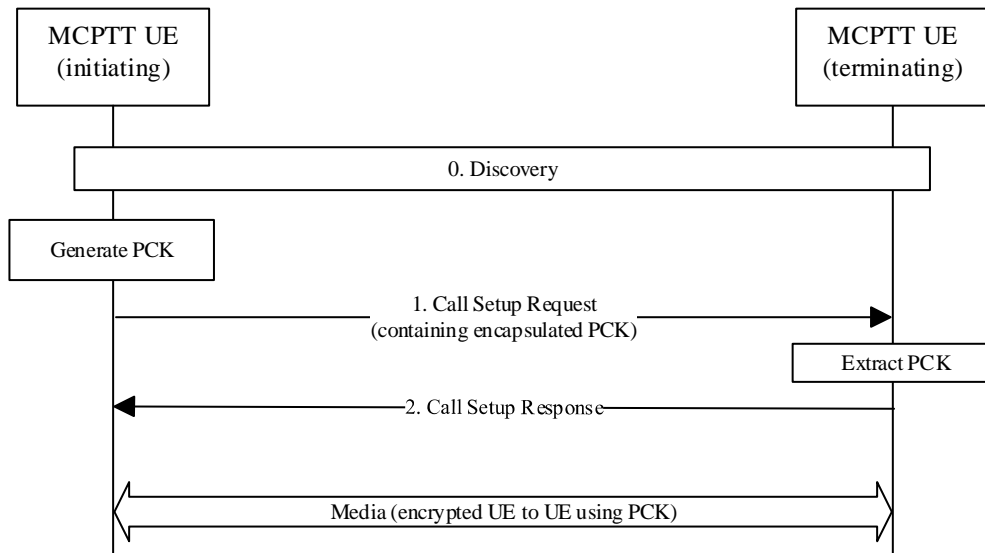 MCPTT UE
(initiating)
MCPTT UE
(terminating)
0. Discovery
Generate PCK
1. Call Setup Request
(containing encapsulated PCK)
Extract PCK
2. Call Setup Response
Media (encrypted UE to UE using PCK)